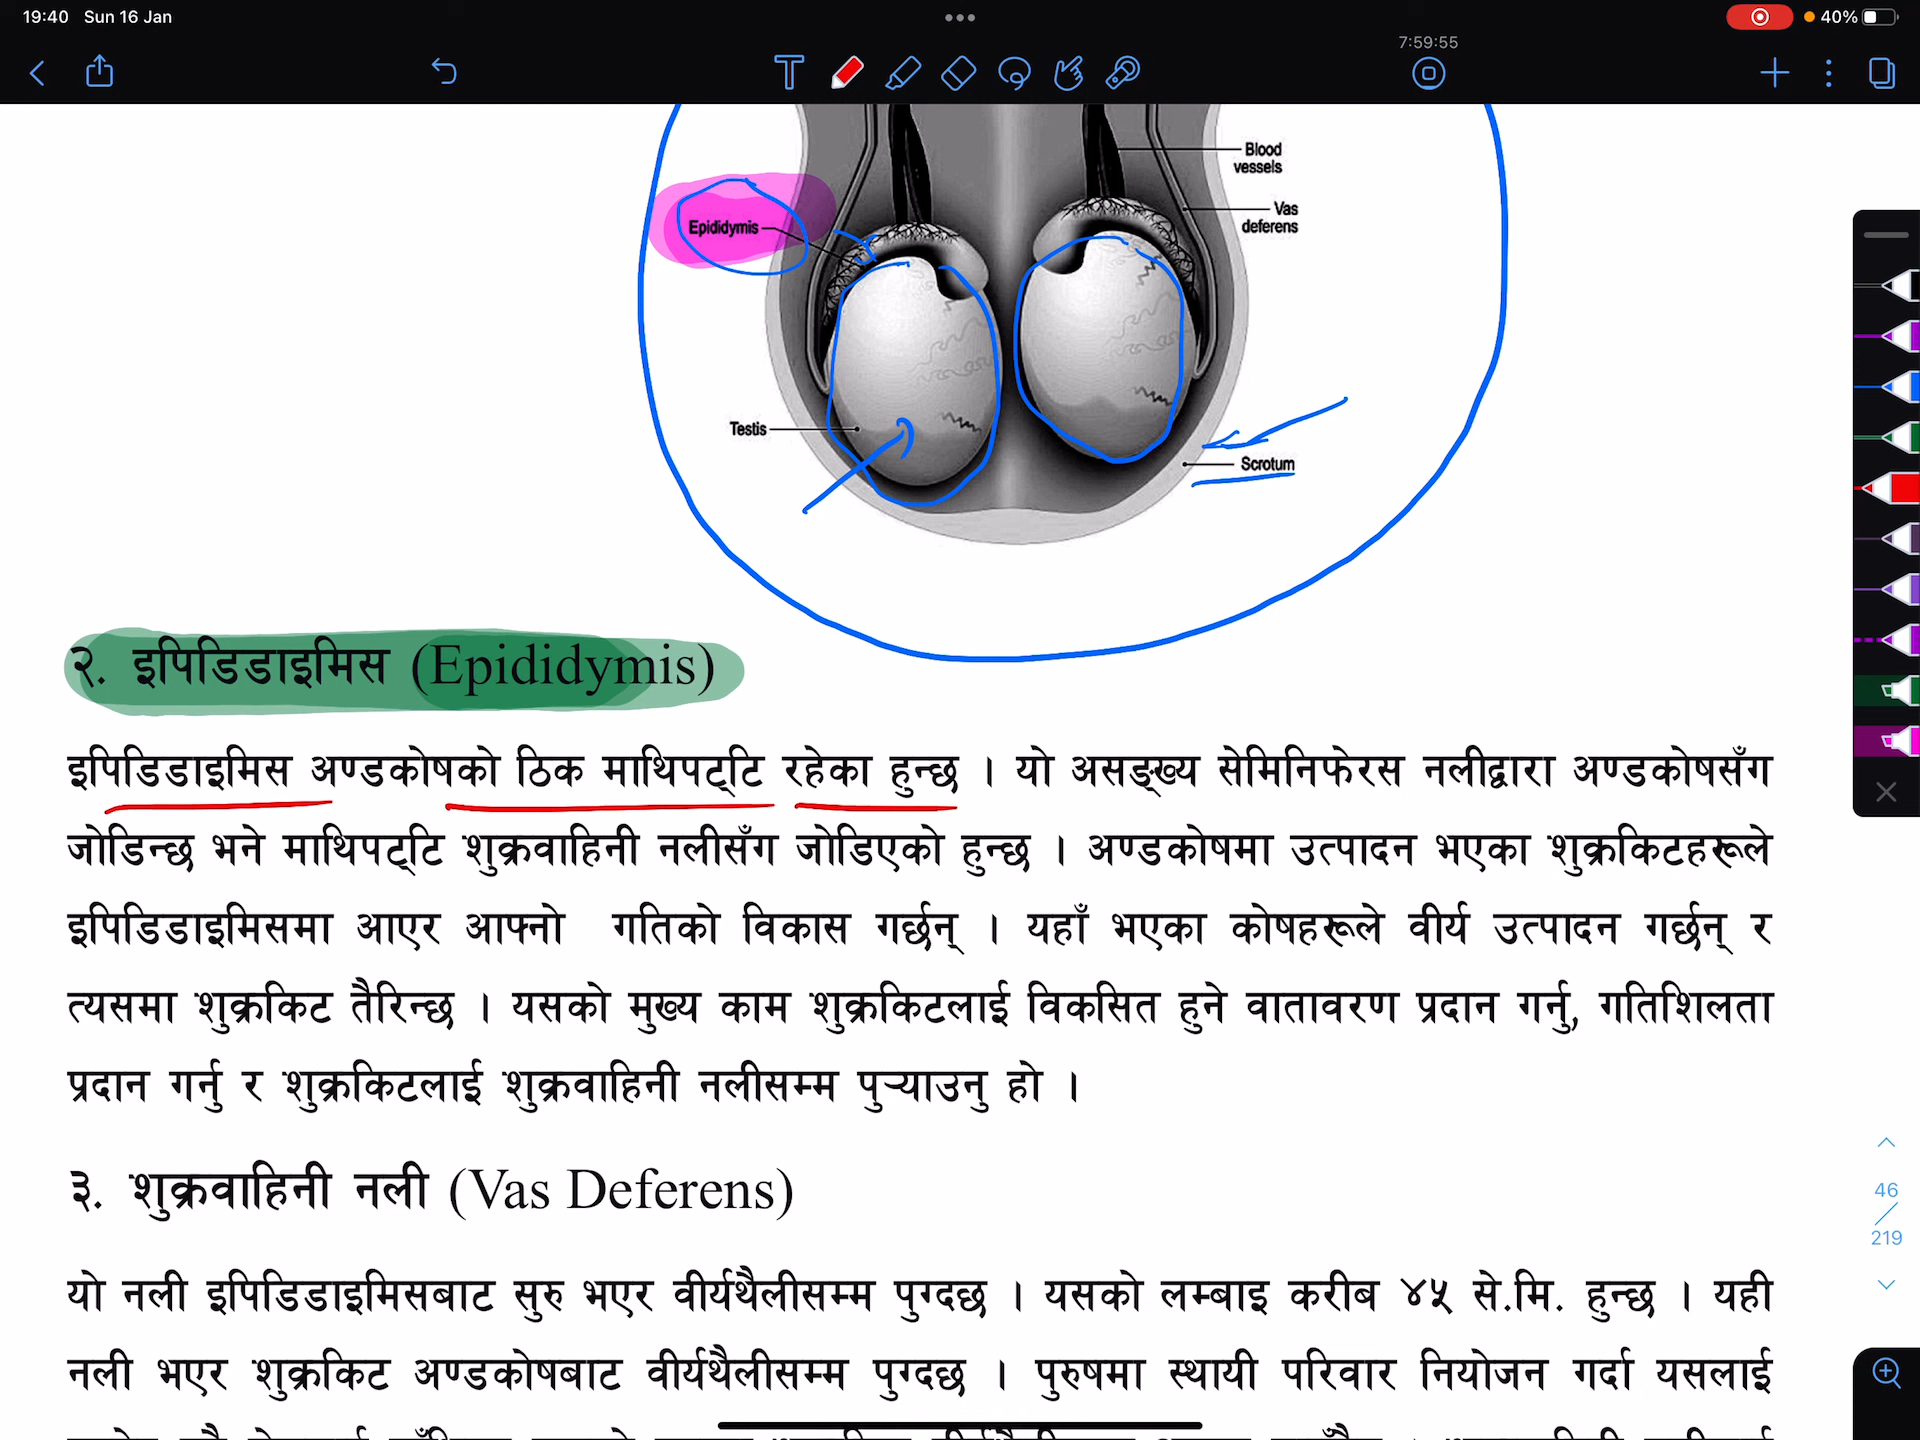 19:40 Sun 16 Jan
40%
7:59:55
Blood
vessels
Epididymis
Vas
deferens
Testis
Scrotum
२. इपिडिडाइमिस (Epididymis)
इपिडिडाइमिस अण्डकोषको ठिक माथिपट्टि रहेका हुन्छ । यो असङ्ख्य सेमिनिफेरस नलीद्वारा अण्डकोषसँग
जोडिन्छ भने माथिपट्टि शुक्रवाहिनी नलीसँग जोडिएको हुन्छ । अण्डकोषमा उत्पादन भएका शुक्रकिटहरूले
इपिडिडाइमिसमा आएर आफ्नो गतिको विकास गर्छन् । यहाँ भएका कोषहरूले वीर्य उत्पादन गर्छन् र
त्यसमा शुक्रकिट तैरिन्छ । यसको मुख्य काम शुक्रकिटलाई विकसित हुने वातावरण प्रदान गर्नु, गतिशिलता
प्रदान गर्नु र शुक्रकिटलाई शुक्रवाहिनी नलीसम्म पुऱ्याउनु हो ।
३. शुक्रवाहिनी नली (Vas Deferens)
यो नली इपिडिडाइमिसबाट सुरु भएर वीर्यथैलीसम्म पुग्दछ । यसको लम्बाइ करीब ४५ से.मि. हुन्छ । यही
नली भएर शुक्रकिट अण्डकोषबाट वीर्यथैलीसम्म पुग्दछ । पुरुषमा स्थायी परिवार नियोजन गर्दा यसलाई
46
219